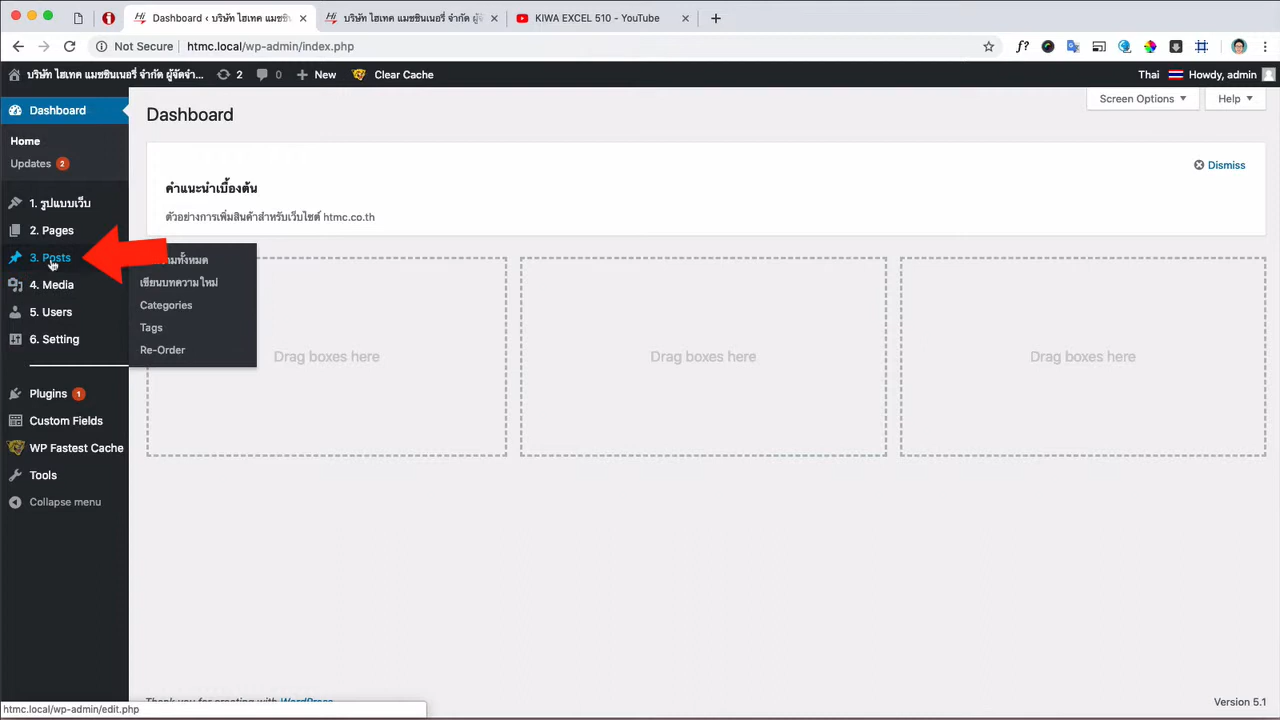 Dashboard ‹ บริษัท ไฮเทค แมชชินเนอรี่
บริษัท ไฮเทค แมชชินเนอรี่ จำกัด
KIWA EXCEL 510 - YouTube
Not Secure
htmc.local/wp-admin/index.php
บริษัท ไฮเทค แมชชินเนอรี่ จำกัด ผู้จัดจำ...
2
0
New
Clear Cache
Thai
Howdy, admin
Dashboard
Home
Updates 2
1. รูปแบบเว็บ
2. Pages
3. Posts
4. Media
5. Users
6. Setting
Plugins 1
Custom Fields
WP Fastest Cache
Tools
Collapse menu
เขียนบทความใหม่
Categories
Tags
Re-Order
Dashboard
Screen Options
Help
Dismiss
คำแนะนำเบื้องต้น
ตัวอย่างการเพิ่มสินค้าสำหรับเว็บไซต์ htmc.co.th
Drag boxes here
Drag boxes here
Drag boxes here
Thank you for creating with WordPress
Version 5.1
htmc.local/wp-admin/edit.php